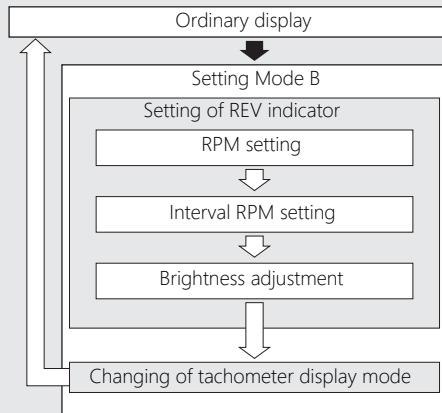 Ordinary display
Setting Mode B
Setting of REV indicator
RPM setting
Interval RPM setting
Brightness adjustment
Changing of tachometer display mode